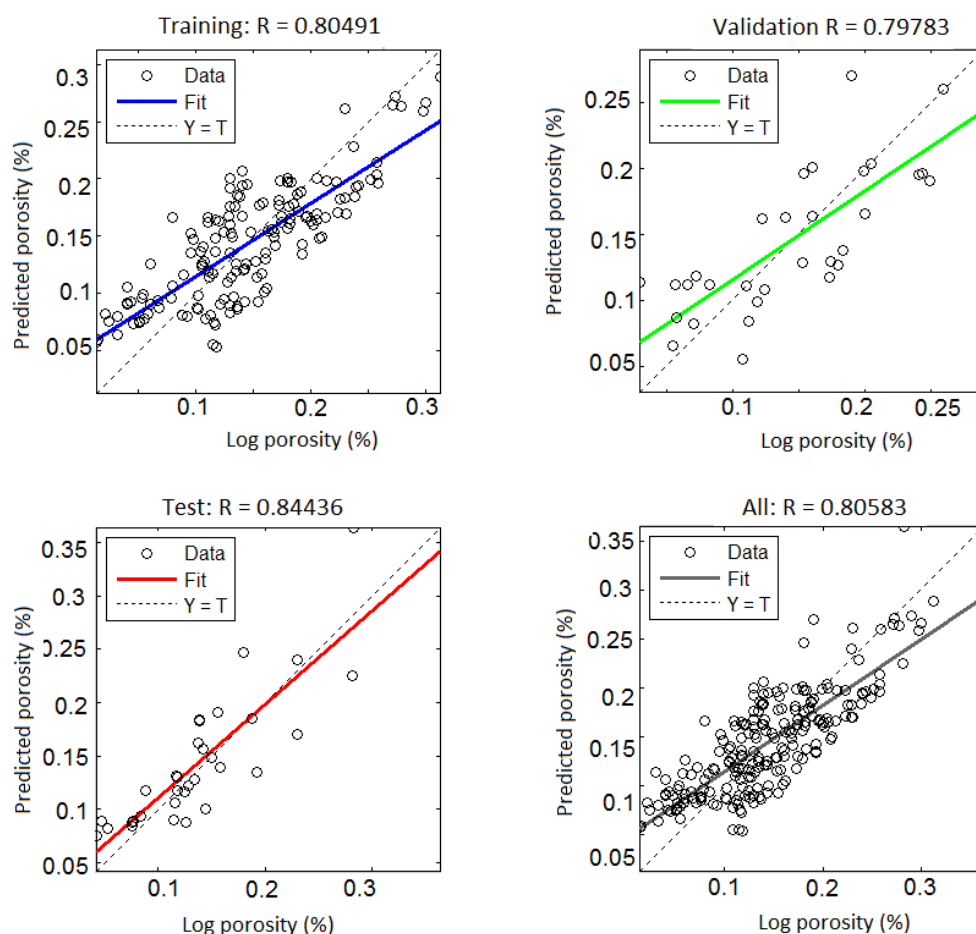 Training: R = 0.80491
Data
Fit
Y = T
Predicted porosity (%)
0.3
0.25
0.2
0.15
0.1
0.05
0.1 0.2 0.3
Log porosity (%)
Validation R = 0.79783
Data
Fit
Y = T
Predicted porosity (%)
0.25
0.2
0.15
0.1
0.05
0.1 0.2 0.25
Log porosity (%)
Test: R = 0.84436
Data
Fit
Y = T
Predicted porosity (%)
0.35
0.3
0.25
0.2
0.15
0.1
0.05
0.1 0.2 0.3
Log porosity (%)
All: R = 0.80583
Data
Fit
Y = T
Predicted porosity (%)
0.35
0.3
0.25
0.2
0.15
0.1
0.05
0.1 0.2 0.3
Log porosity (%)